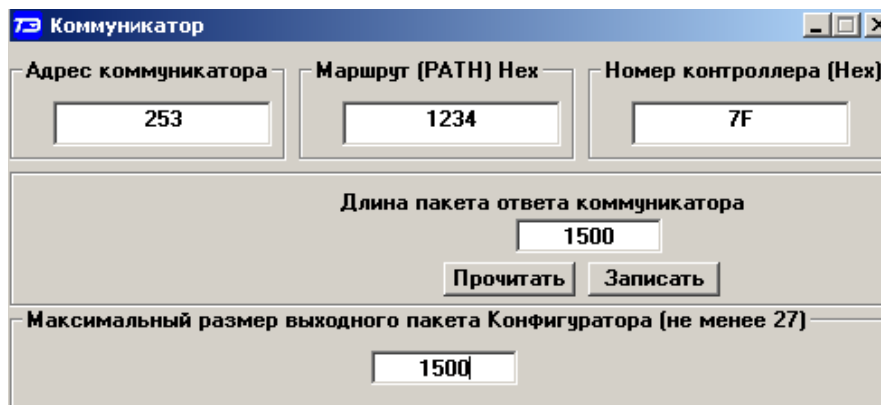 ТЭ Коммуникатор
Адрес коммуникатора Маршрут (PATH) Hex Номер контроллера (Hex)
253 1234 7F
Длина пакета ответа коммуникатора
1500
Прочитать Записать
Максимальный размер выходного пакета Конфигуратора (не менее 27)
1500